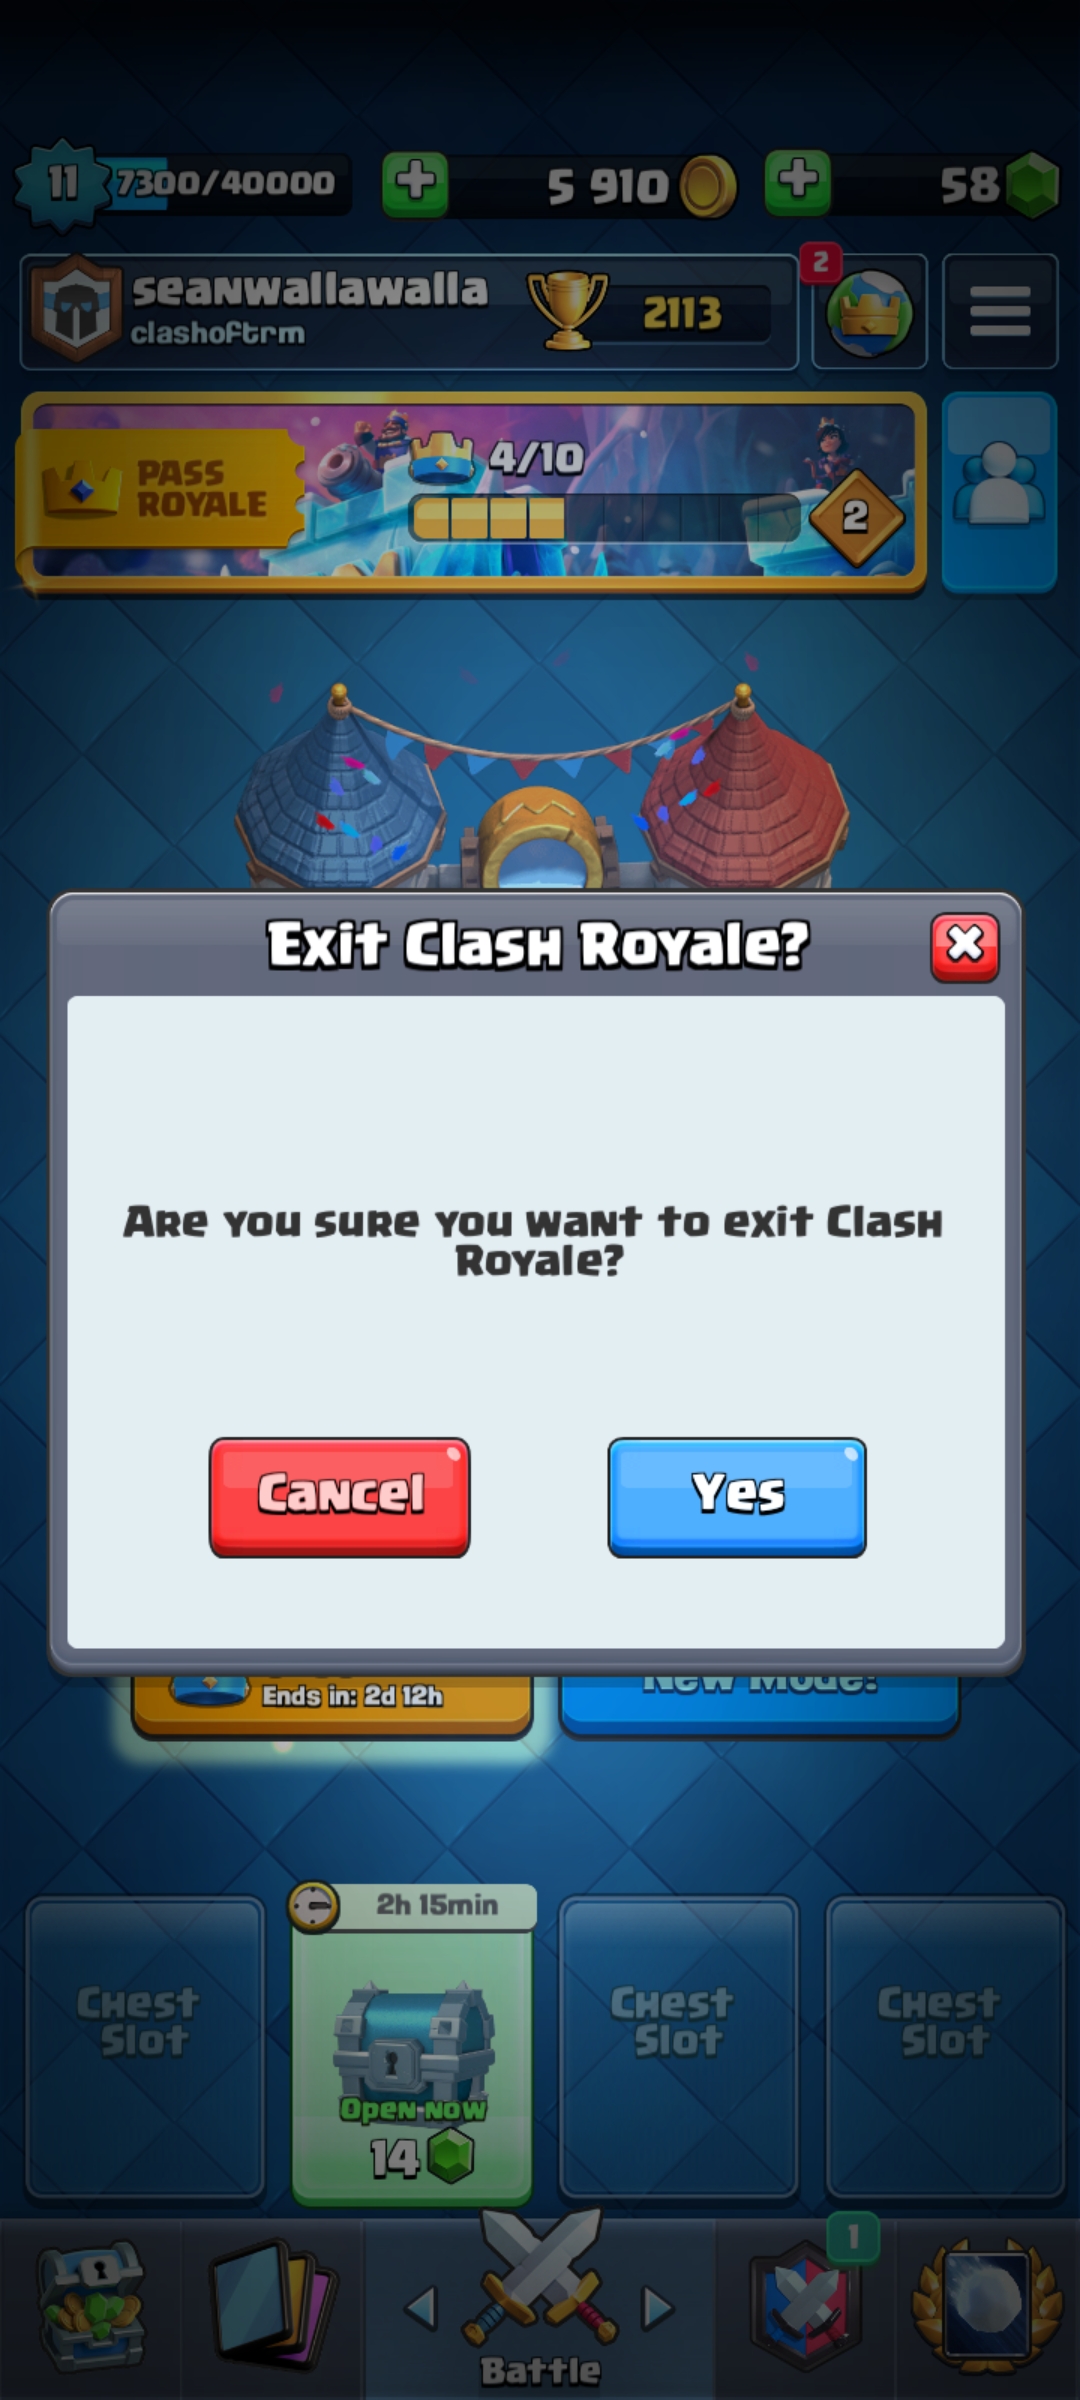 11
7300/40000
5 910
58
seanwallawalla
clashoftrm
2113
2
PASS
ROYALE
4/10
2
Exit Clash Royale?
Are you sure you want to exit Clash
Royale?
Cancel
Yes
Ends in: 2d 12h
New Mode!
2h 15min
Chest
Slot
Open now
14
Chest
Slot
Chest
Slot
1
Battle